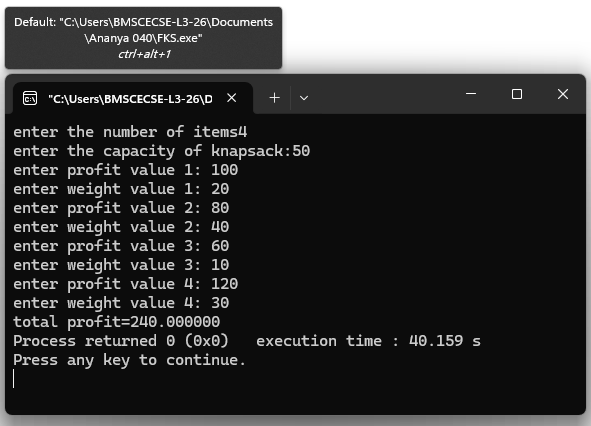 Default: "C:\Users\BMSCECSE-L3-26\Documents
\Ananya 040\FKS.exe"
ctrl+alt+1
"C:\Users\BMSCECSE-L3-26\D
enter the number of items4
enter the capacity of knapsack:50
enter profit value 1: 100
enter weight value 1: 20
enter profit value 2: 80
enter weight value 2: 40
enter profit value 3: 60
enter weight value 3: 10
enter profit value 4: 120
enter weight value 4: 30
total profit=240.000000
Process returned 0 (0x0)   execution time : 40.159 s
Press any key to continue.